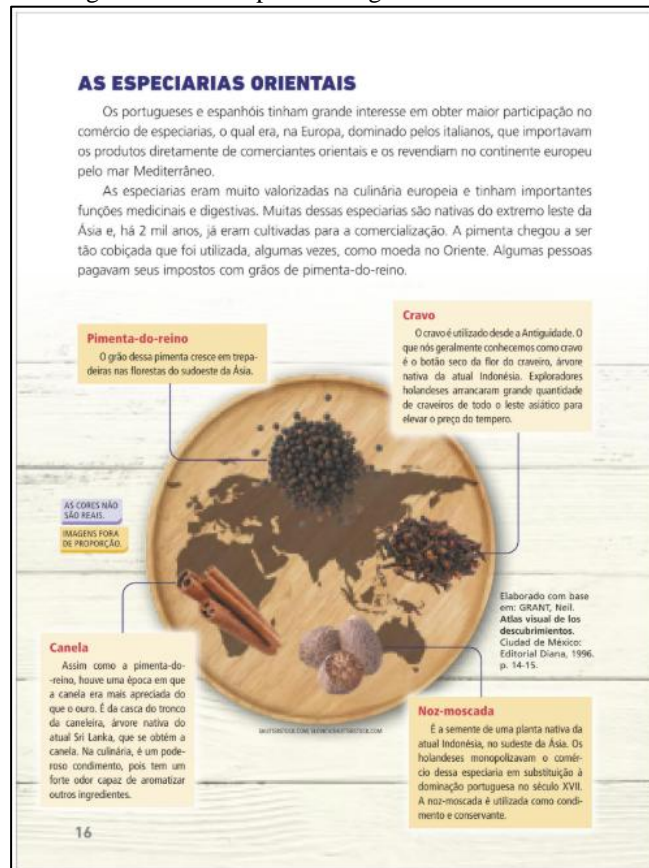 AS ESPECIARIAS ORIENTAIS
Os portugueses e espanhóis tinham grande interesse em obter maior participação no
comércio de especiarias, o qual era, na Europa, dominado pelos italianos, que importavam
os produtos diretamente de comerciantes orientais e os revendiam no continente europeu
pelo mar Mediterrâneo.
As especiarias eram muito valorizadas na culinária europeia e tinham importantes
funções medicinais e digestivas. Muitas dessas especiarias são nativas do extremo leste da
Ásia e, há 2 mil anos, já eram cultivadas para a comercialização. A pimenta chegou a ser
tão cobiçada que foi utilizada, algumas vezes, como moeda no Oriente. Algumas pessoas
pagavam seus impostos com grãos de pimenta-do-reino.
Pimenta-do-reino
O grão dessa pimenta cresce em trepa-
deiras nas florestas do sudoeste da Ásia.
Cravo
O cravo é utilizado desde a Antiguidade. O
que nós geralmente conhecemos como cravo
é o botão seco da flor do craveiro, árvore
nativa da atual Indonésia. Exploradores
holandeses arrancaram grande quantidade
de craveiros de todo o leste asiático para
elevar o preço do tempero.
AS CORES NÃO
SÃO REAIS.
IMAGENS FORA
DE PROPORÇÃO.
Elaborado com base
em: GRANT, Neil.
Atlas visual de los
descubrimientos.
Ciudad de México:
Editorial Diana, 1996.
p. 14-15.
Canela
Assim como a pimenta-do-
-reino, houve uma época em que
a canela era mais apreciada do
que o ouro. É da casca do tronco
da caneleira, árvore nativa do
atual Sri Lanka, que se obtém a
canela. Na culinária, é um pode-
roso condimento, pois tem um
forte odor capaz de aromatizar
outros ingredientes.
Noz-moscada
É a semente de uma planta nativa da
atual Indonésia, no sudeste da Ásia. Os
holandeses monopolizavam o comér-
cio dessa especiaria em substituição à
dominação portuguesa no século XVII.
A noz-moscada é utilizada como condi-
mento e conservante.
16